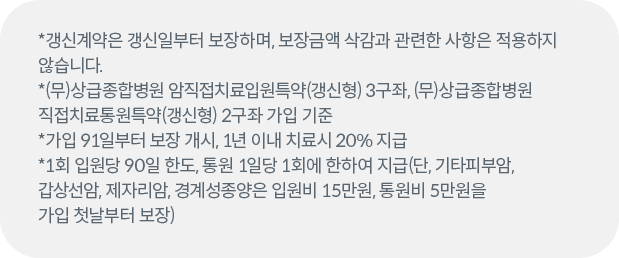 *갱신계약은 갱신일부터 보장하며, 보장금액 삭감과 관련한 사항은 적용하지
않습니다.
*(무)상급종합병원 암직접치료입원특약(갱신형) 3구좌, (무)상급종합병원
직접치료통원특약(갱신형) 2구좌 가입 기준
*가입 91일부터 보장 개시, 1년 이내 치료시 20% 지급
*1회 입원당 90일 한도, 통원 1일당 1회에 한하여 지급(단, 기타피부암,
갑상선암, 제자리암, 경계성종양은 입원비 15만원, 통원비 5만원을
가입 첫날부터 보장)